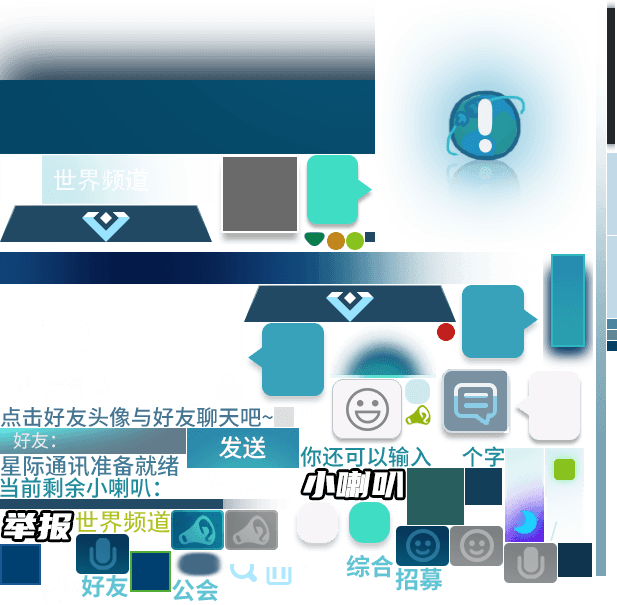 世界频道
点击好友头像与好友聊天吧~
好友：
发送
你还可以输入 个字
星际通讯准备就绪
当前剩余小喇叭：
小喇叭
举报
世界频道
综合
好友
公会
招募